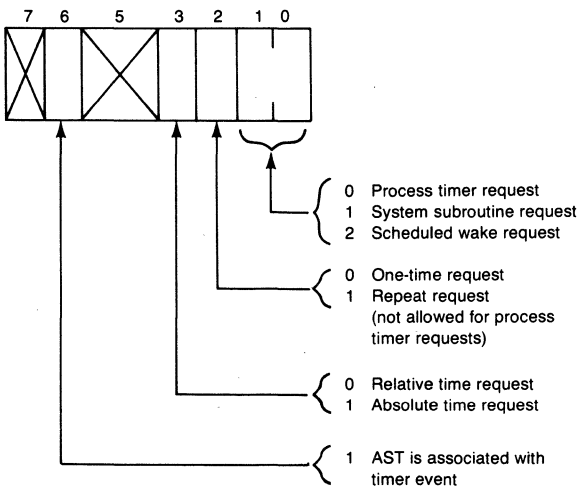 7 6 5 3 2 1 0
0 Process timer request
1 System subroutine request
2 Scheduled wake request
0 One-time request
1 Repeat request
(not allowed for process
timer requests)
0 Relative time request
1 Absolute time request
1 AST is associated with
timer event